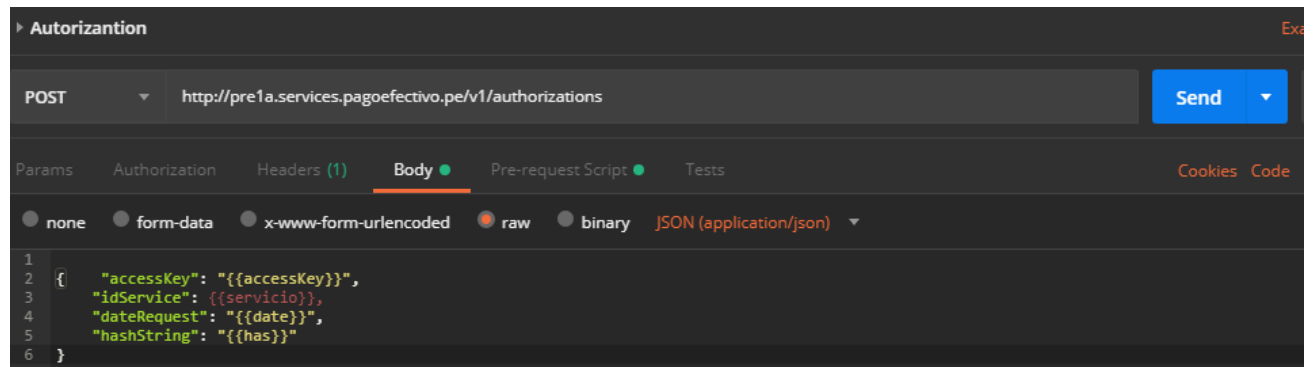 Autorizantion
POST http://pre1a.services.pagoefectivo.pe/v1/authorizations Send
Params Authorization Headers (1) Body Pre-request Script Tests Cookies Code
none form-data x-www-form-urlencoded raw binary JSON (application/json)
1
2 { "accessKey": "{{accessKey}}",
3 "idService": {{servicio}},
4 "dateRequest": "{{date}}",
5 "hashString": "{{has}}"
6 }